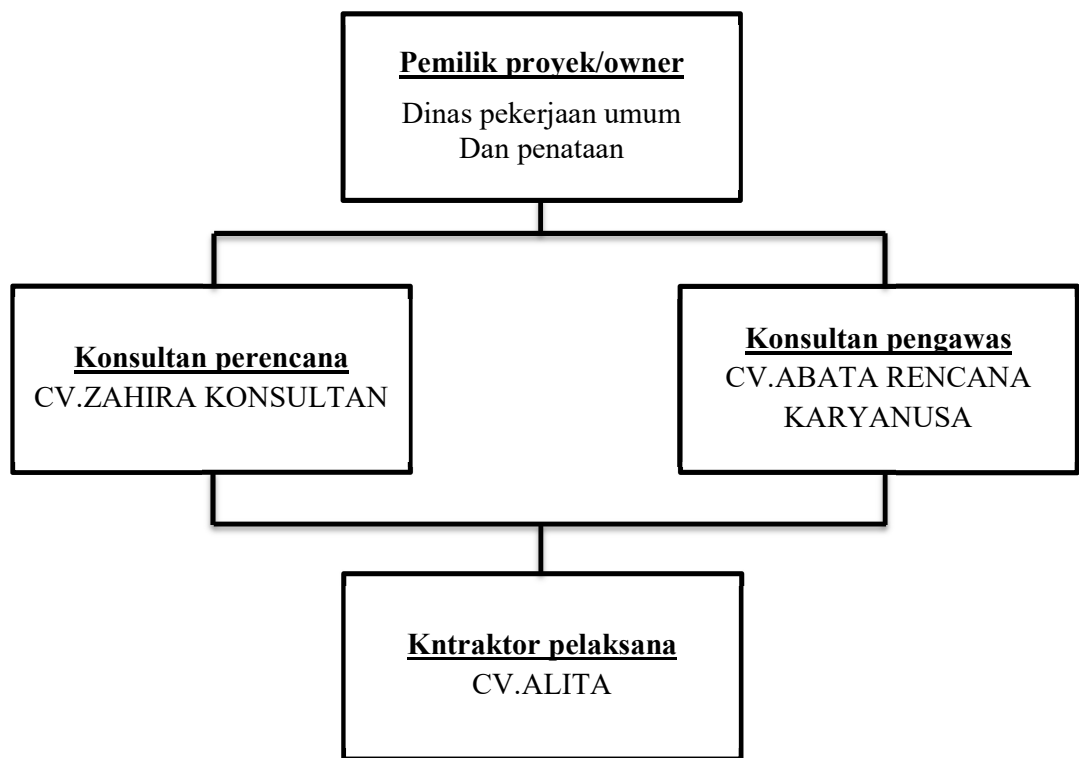 Pemilik proyek/owner
Dinas pekerjaan umum
Dan penataan
Konsultan perencana
CV.ZAHIRA KONSULTAN
Konsultan pengawas
CV.ABATA RENCANA
KARYANUSA
Kntraktor pelaksana
CV.ALITA